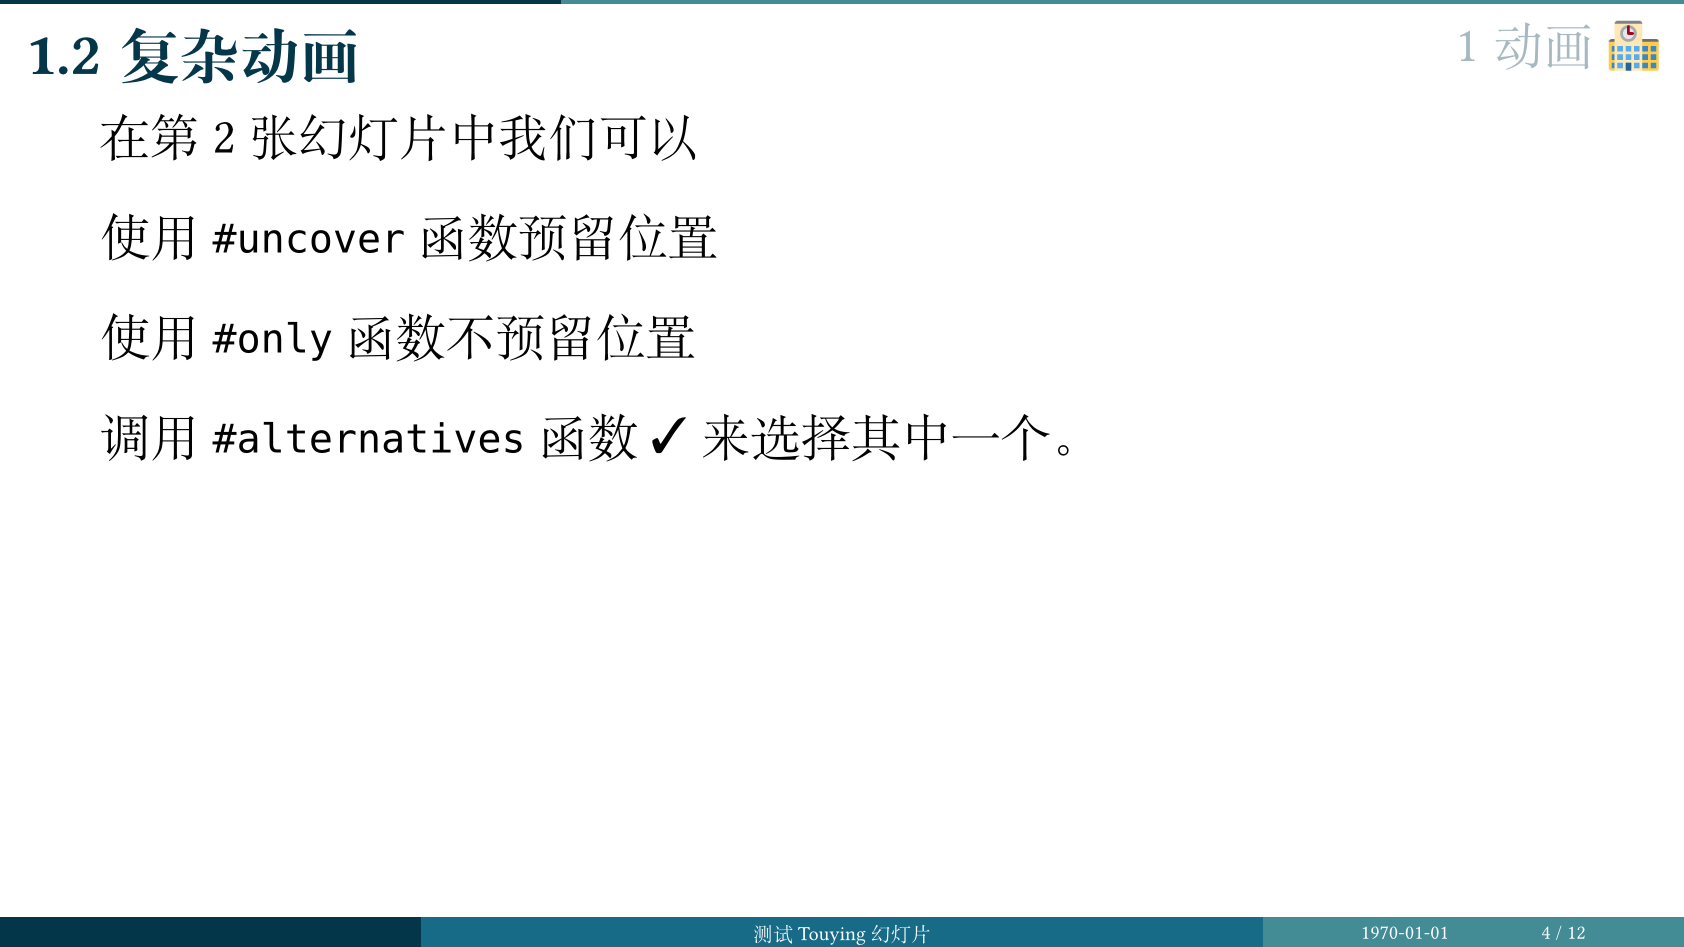 1.2 复杂动画
1 动画
在第 2 张幻灯片中我们可以
使用 #uncover 函数预留位置
使用 #only 函数不预留位置
调用 #alternatives 函数 ✓ 来选择其中一个。
测试 Touying 幻灯片
1970-01-01
4 / 12